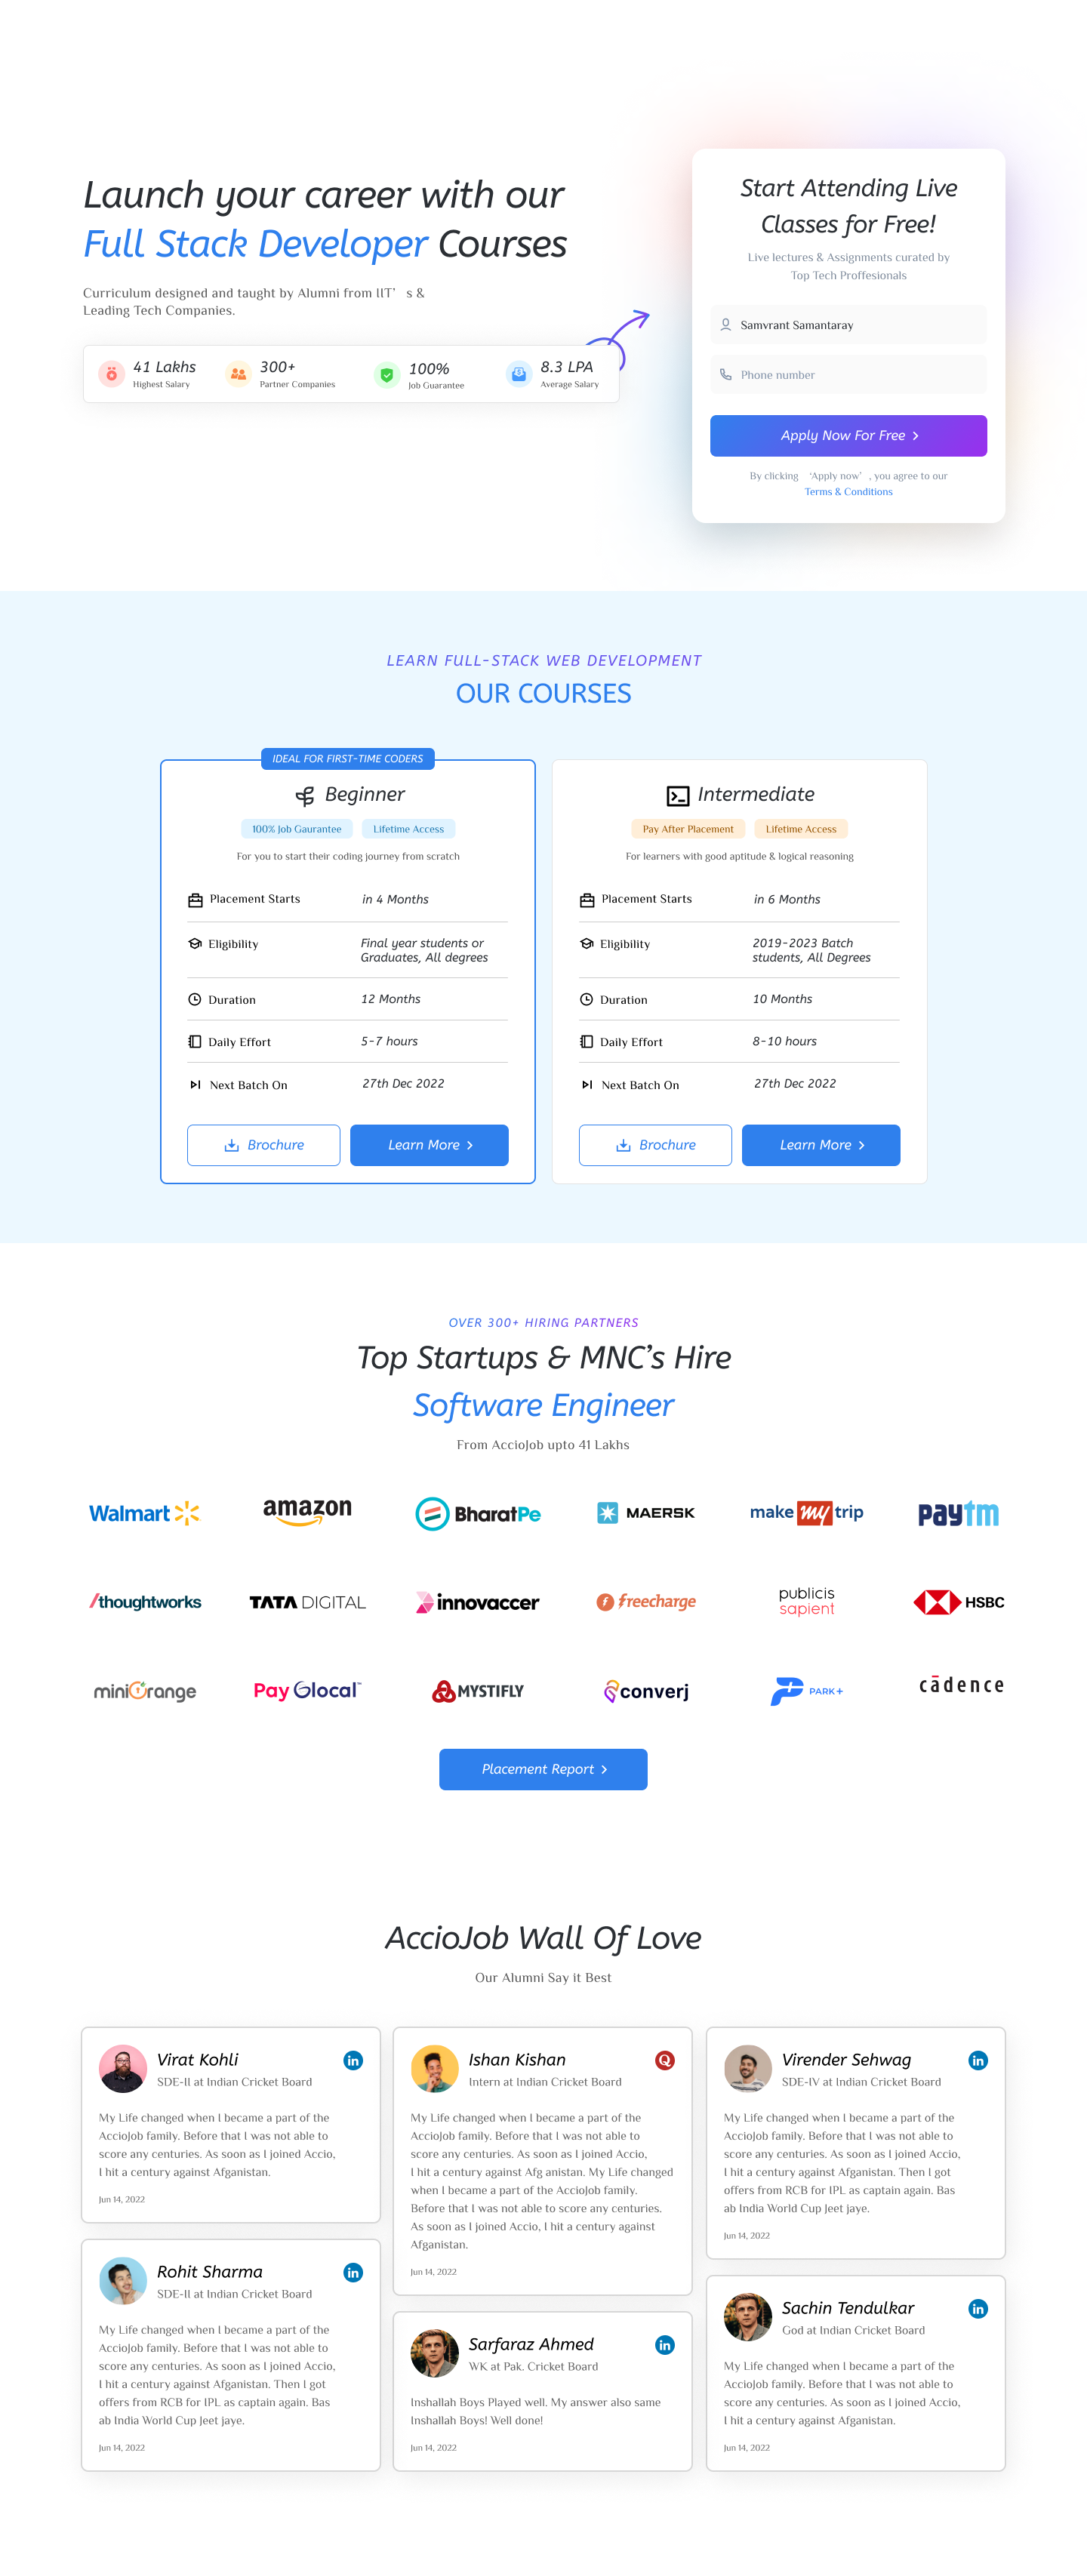 Launch your career with our
Full Stack Developer Courses
Curriculum designed and taught by Alumni from IIT’ s &
Leading Tech Companies.
41 Lakhs
Highest Salary
300+
Partner Companies
100%
Job Guarantee
8.3 LPA
Average Salary
Start Attending Live
Classes for Free!
Live lectures & Assignments curated by
Top Tech Proffesionals
Samvrant Samantaray
Phone number
Apply Now For Free
By clicking ‘Apply now’ , you agree to our
Terms & Conditions
LEARN FULL-STACK WEB DEVELOPMENT
OUR COURSES
IDEAL FOR FIRST-TIME CODERS
Beginner
100% Job Gaurantee
Lifetime Access
For you to start their coding journey from scratch
Placement Starts
in 4 Months
Eligibility
Final year students or
Graduates, All degrees
Duration
12 Months
Daily Effort
5-7 hours
Next Batch On
27th Dec 2022
Brochure
Learn More
Intermediate
Pay After Placement
Lifetime Access
For learners with good aptitude & logical reasoning
Placement Starts
in 6 Months
Eligibility
2019-2023 Batch
students, All Degrees
Duration
10 Months
Daily Effort
8-10 hours
Next Batch On
27th Dec 2022
Brochure
Learn More
OVER 300+ HIRING PARTNERS
Top Startups & MNC’s Hire
Software Engineer
From AccioJob upto 41 Lakhs
Walmart
amazon
BharatPe
MAERSK
make my trip
paytm
/thoughtworks
TATA DIGITAL
innovaccer
freecharge
publicis
sapient
HSBC
miniOrange
Pay Glocal™
MYSTIFLY
converj
PARK+
cādence
Placement Report
AccioJob Wall Of Love
Our Alumni Say it Best
Virat Kohli
SDE-II at Indian Cricket Board
My Life changed when I became a part of the
AccioJob family. Before that I was not able to
score any centuries. As soon as I joined Accio,
I hit a century against Afganistan.
Jun 14, 2022
Rohit Sharma
SDE-II at Indian Cricket Board
My Life changed when I became a part of the
AccioJob family. Before that I was not able to
score any centuries. As soon as I joined Accio,
I hit a century against Afganistan. Then I got
offers from RCB for IPL as captain again. Bas
ab India World Cup Jeet jaye.
Jun 14, 2022
Ishan Kishan
Intern at Indian Cricket Board
My Life changed when I became a part of the
AccioJob family. Before that I was not able to
score any centuries. As soon as I joined Accio,
I hit a century against Afg anistan. My Life changed
when I became a part of the AccioJob family.
Before that I was not able to score any centuries.
As soon as I joined Accio, I hit a century against
Afganistan.
Jun 14, 2022
Sarfaraz Ahmed
WK at Pak. Cricket Board
Inshallah Boys Played well. My answer also same
Inshallah Boys! Well done!
Jun 14, 2022
Virender Sehwag
SDE-IV at Indian Cricket Board
My Life changed when I became a part of the
AccioJob family. Before that I was not able to
score any centuries. As soon as I joined Accio,
I hit a century against Afganistan. Then I got
offers from RCB for IPL as captain again. Bas
ab India World Cup Jeet jaye.
Jun 14, 2022
Sachin Tendulkar
God at Indian Cricket Board
My Life changed when I became a part of the
AccioJob family. Before that I was not able to
score any centuries. As soon as I joined Accio,
I hit a century against Afganistan.
Jun 14, 2022